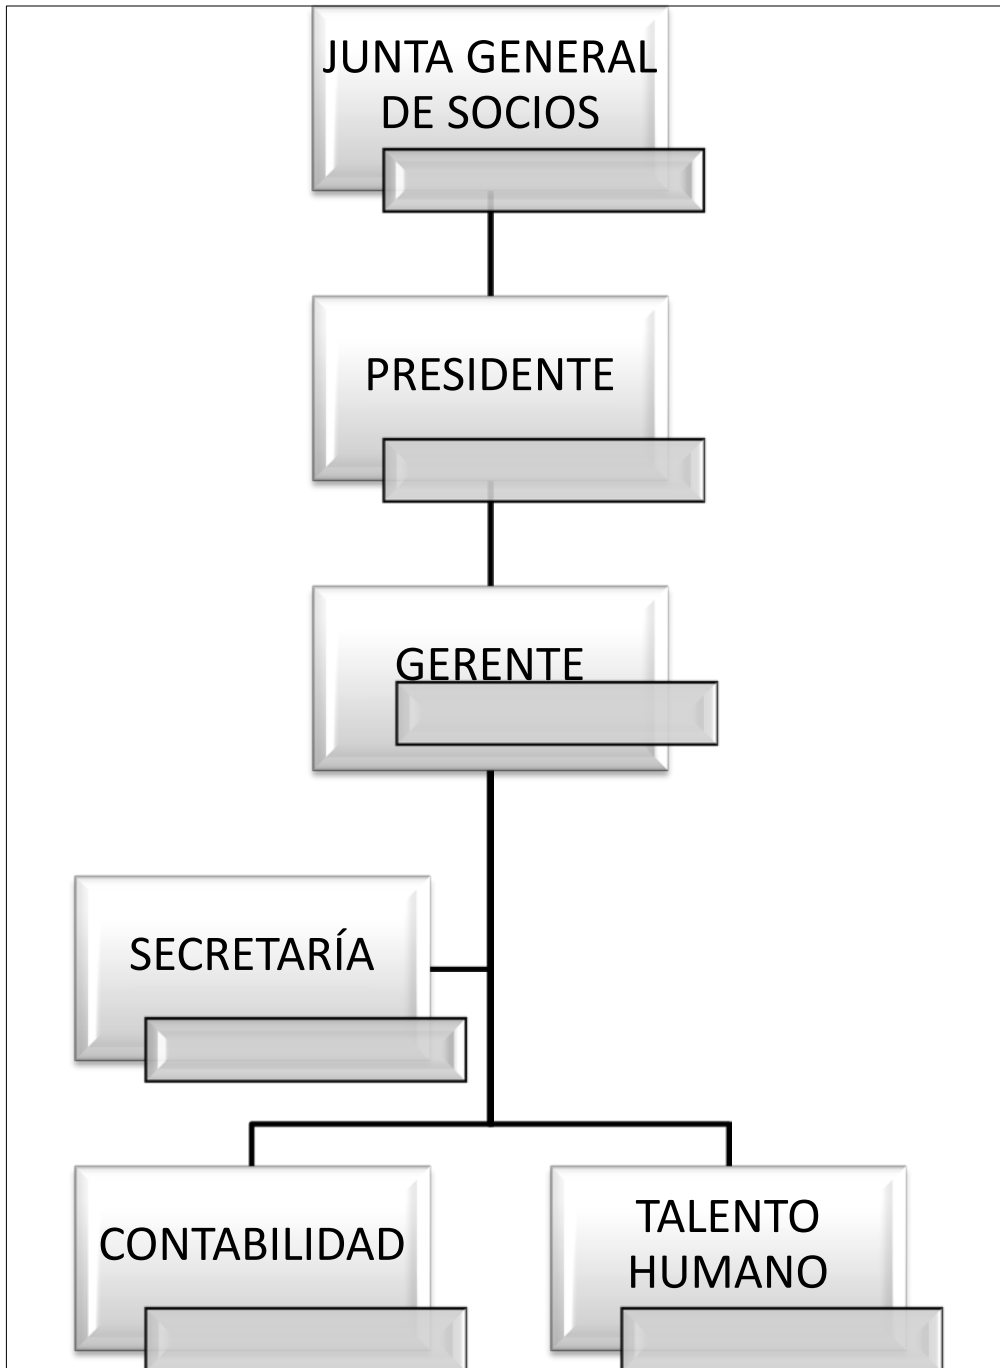 JUNTA GENERAL
DE SOCIOS
PRESIDENTE
GERENTE
SECRETARÍA
CONTABILIDAD
TALENTO
HUMANO